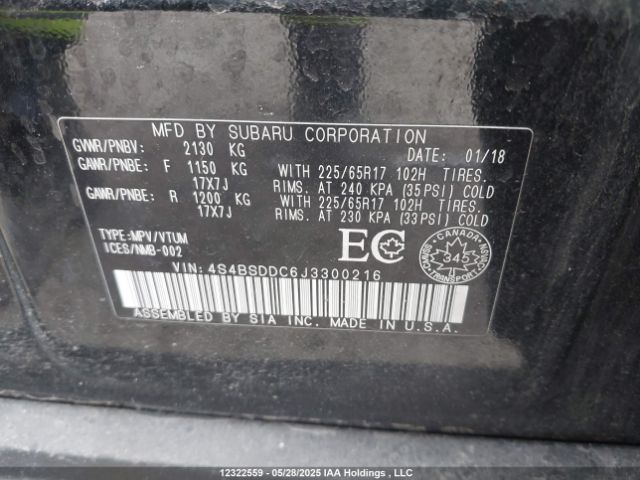 MFD BY SUBARU CORPORATION
GVWR/PNBV: 2130 KG DATE: 01/18
GAWR/PNBE: F 1150 KG WITH 225/65R17 102H TIRES.
17X7J RIMS. AT 240 KPA (35PSI) COLD
GAWR/PNBE: R 1200 KG WITH 225/65R17 102H TIRES.
17X7J RIMS. AT 230 KPA (33PSI) COLD
TYPE:MPV/VTUM
ICES/NMB-002
EC
CANADA
345
VIN: 4S4BSDDC6J3300216
ASSEMBLED BY SIA INC. MADE IN U.S.A.
12322559 - 05/28/2025 IAA Holdings , LLC